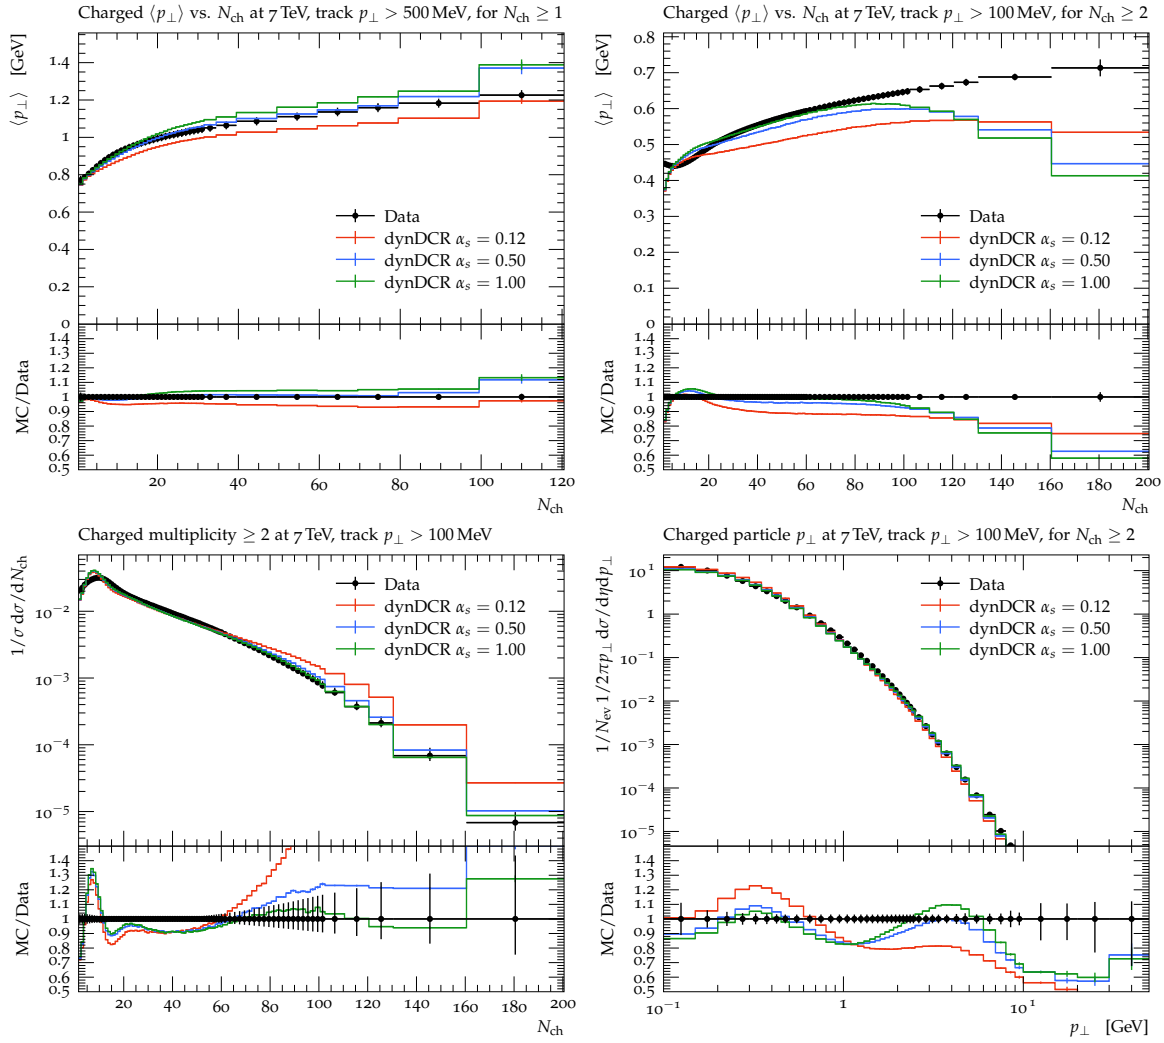 Charged ⟨p⊥⟩ vs. Nch at 7 TeV, track p⊥ > 500 MeV, for Nch ≥ 1
⟨p⊥⟩ [GeV]
1.4
1.2
1
0.8
0.6
0.4
0.2
0
Data
dynDCR αs = 0.12
dynDCR αs = 0.50
dynDCR αs = 1.00
MC/Data
1.4
1.3
1.2
1.1
1
0.9
0.8
0.7
0.6
0.5
20 40 60 80 100 120
Nch
Charged ⟨p⊥⟩ vs. Nch at 7 TeV, track p⊥ > 100 MeV, for Nch ≥ 2
⟨p⊥⟩ [GeV]
0.8
0.7
0.6
0.5
0.4
0.3
0.2
0.1
0
Data
dynDCR αs = 0.12
dynDCR αs = 0.50
dynDCR αs = 1.00
MC/Data
1.4
1.3
1.2
1.1
1
0.9
0.8
0.7
0.6
0.5
20 40 60 80 100 120 140 160 180 200
Nch
Charged multiplicity ≥ 2 at 7 TeV, track p⊥ > 100 MeV
1/σ dσ/dNch
10⁻²
10⁻³
10⁻⁴
10⁻⁵
Data
dynDCR αs = 0.12
dynDCR αs = 0.50
dynDCR αs = 1.00
MC/Data
1.4
1.3
1.2
1.1
1
0.9
0.8
0.7
0.6
0.5
20 40 60 80 100 120 140 160 180 200
Nch
Charged particle p⊥ at 7 TeV, track p⊥ > 100 MeV, for Nch ≥ 2
1/Nev 1/2πp⊥ dσ/dηdp⊥
10¹
1
10⁻¹
10⁻²
10⁻³
10⁻⁴
10⁻⁵
Data
dynDCR αs = 0.12
dynDCR αs = 0.50
dynDCR αs = 1.00
MC/Data
1.4
1.3
1.2
1.1
1
0.9
0.8
0.7
0.6
0.5
10⁻¹ 1 10¹
p⊥ [GeV]